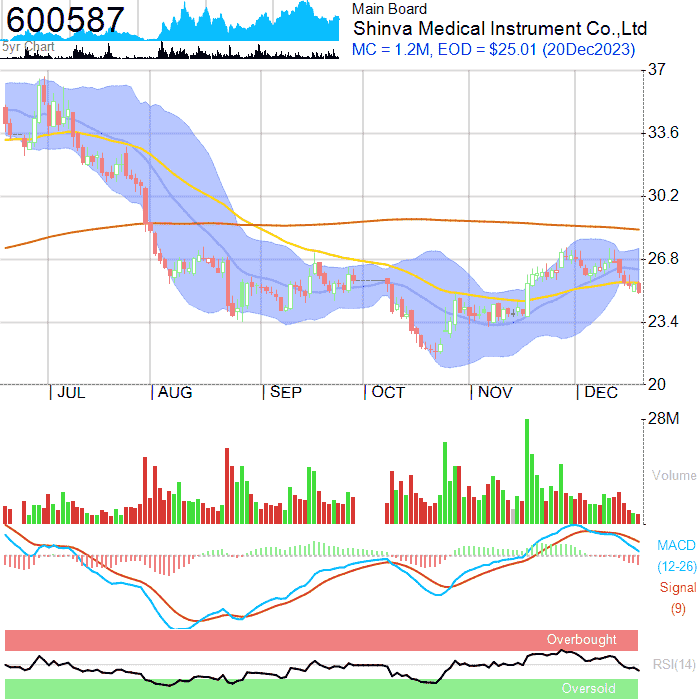 600587
5yr Chart
Main Board
Shinva Medical Instrument Co.,Ltd
MC = 1.2M, EOD = $25.01 (20Dec2023)
37
33.6
30.2
26.8
23.4
20
JUL
AUG
SEP
OCT
NOV
DEC
28M
Volume
MACD
(12-26)
Signal
(9)
Overbought
RSI(14)
Oversold